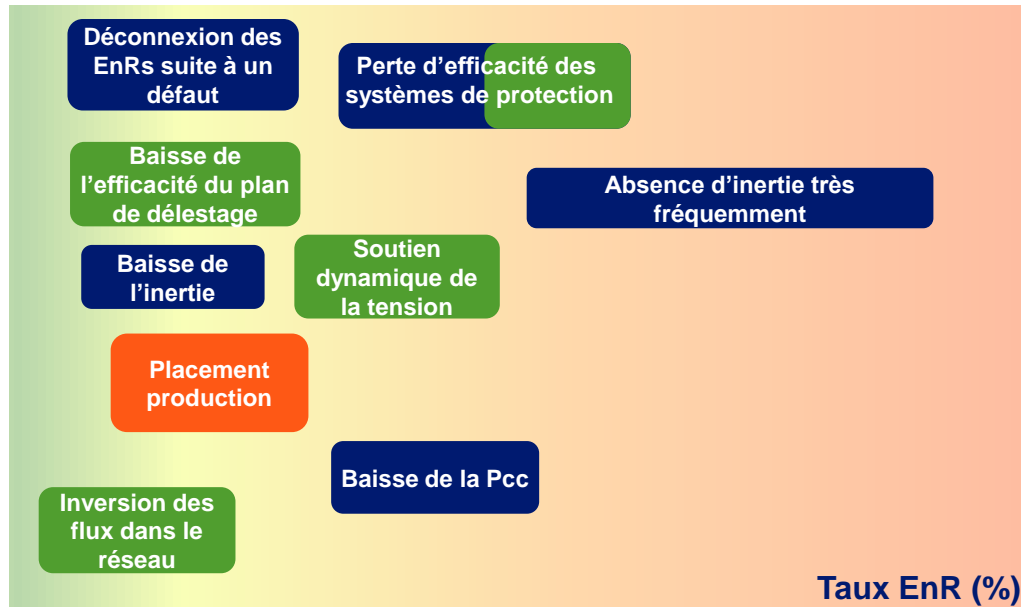 Déconnexion des
EnRs suite à un
défaut
Perte d’efficacité des
systèmes de protection
Baisse de
l’efficacité du plan
de délestage
Absence d’inertie très
fréquemment
Baisse de
l’inertie
Soutien
dynamique de
la tension
Placement
production
Baisse de la Pcc
Inversion des
flux dans le
réseau
Taux EnR (%)